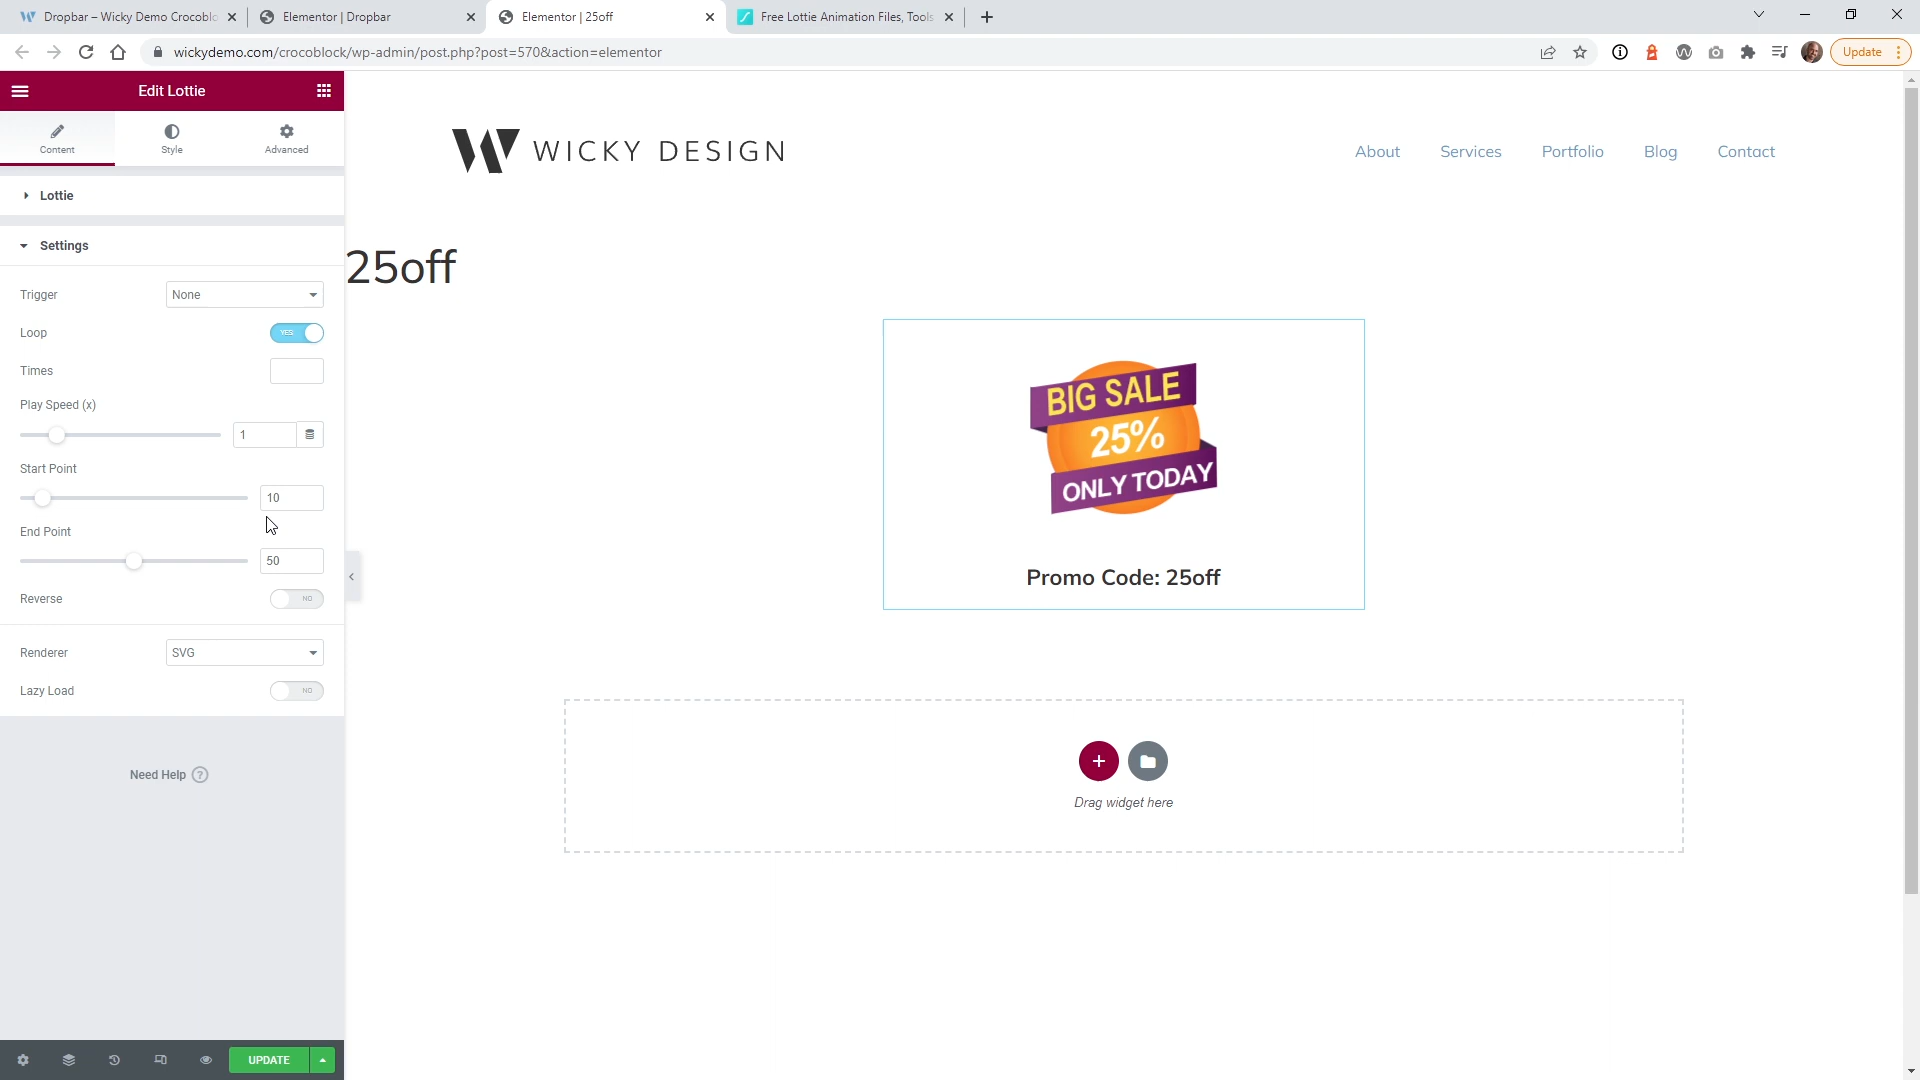 Dropbar – Wicky Demo Crocoblo
Elementor | Dropbar
Elementor | 25off
Free Lottie Animation Files, Tools
wickydemo.com/crocoblock/wp-admin/post.php?post=570&action=elementor
Update
Edit Lottie
Content
Style
Advanced
Lottie
Settings
Trigger
None
Loop
YES
Times
Play Speed (x)
1
Start Point
10
End Point
50
Reverse
NO
Renderer
SVG
Lazy Load
NO
Need Help ?
UPDATE
WICKY DESIGN
About
Services
Portfolio
Blog
Contact
25off
BIG SALE
25%
ONLY TODAY
Promo Code: 25off
Drag widget here